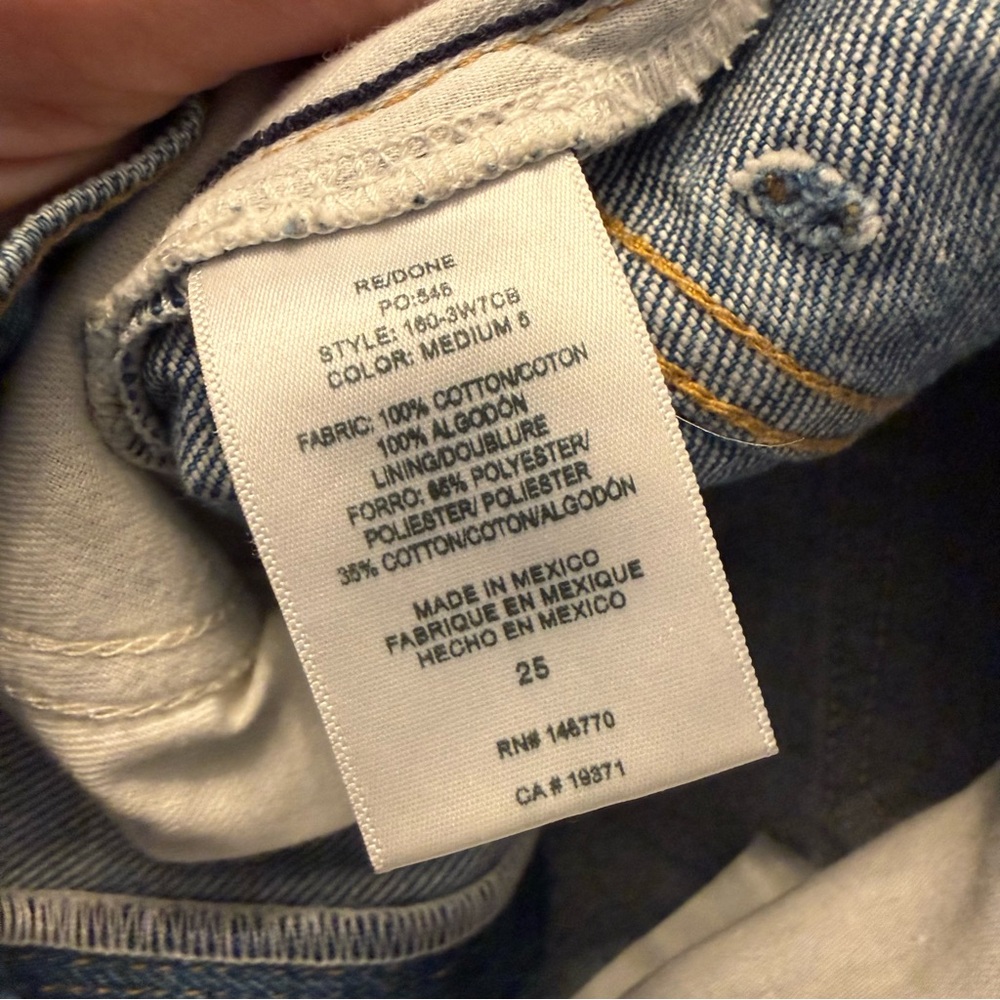 RE/DONE
PO:545
STYLE: 160-3W7CB
COLOR: MEDIUM 5
FABRIC: 100% COTTON/COTON
100% ALGODÓN
LINING/DOUBLURE
FORRO: 65% POLYESTER/
POLIESTER/ POLIESTER
35% COTTON/COTON/ALGODÓN
MADE IN MEXICO
FABRIQUE EN MEXIQUE
HECHO EN MEXICO
25
RN# 146770
CA # 19371